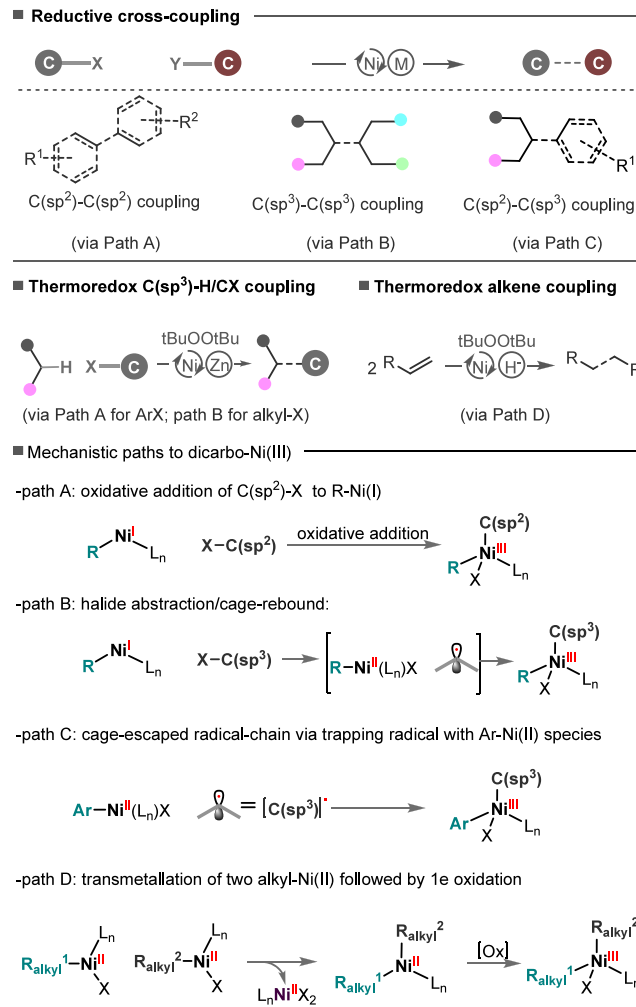 Reductive cross-coupling
C X Y C Ni M C C
R¹ R² R¹
C(sp²)-C(sp²) coupling C(sp³)-C(sp³) coupling C(sp²)-C(sp³) coupling
(via Path A) (via Path B) (via Path C)
Thermoredox C(sp³)-H/CX coupling Thermoredox alkene coupling
tBuOOtBu tBuOOtBu
H X C Ni Zn C 2 R Ni H⁻ R R
(via Path A for ArX; path B for alkyl-X) (via Path D)
Mechanistic paths to dicarbo-Ni(III)
-path A: oxidative addition of C(sp²)-X to R-Ni(I)
C(sp²)
R Niᴵ Lₙ X–C(sp²) oxidative addition R Niᴵᴵᴵ X Lₙ
-path B: halide abstraction/cage-rebound:
C(sp³)
R Niᴵ Lₙ X–C(sp³) R–Niᴵᴵ(Lₙ)X R Niᴵᴵᴵ X Lₙ
-path C: cage-escaped radical-chain via trapping radical with Ar-Ni(II) species
C(sp³)
Ar–Niᴵᴵ(Lₙ)X = [C(sp³)]• Ar Niᴵᴵᴵ X Lₙ
-path D: transmetallation of two alkyl-Ni(II) followed by 1e oxidation
Lₙ Lₙ Ralkyl² Ralkyl²
Ralkyl¹ Niᴵᴵ X Ralkyl² Niᴵᴵ X LₙNiᴵᴵX₂ Ralkyl¹ Niᴵᴵ Lₙ [Ox] Ralkyl¹ Niᴵᴵᴵ X Lₙ